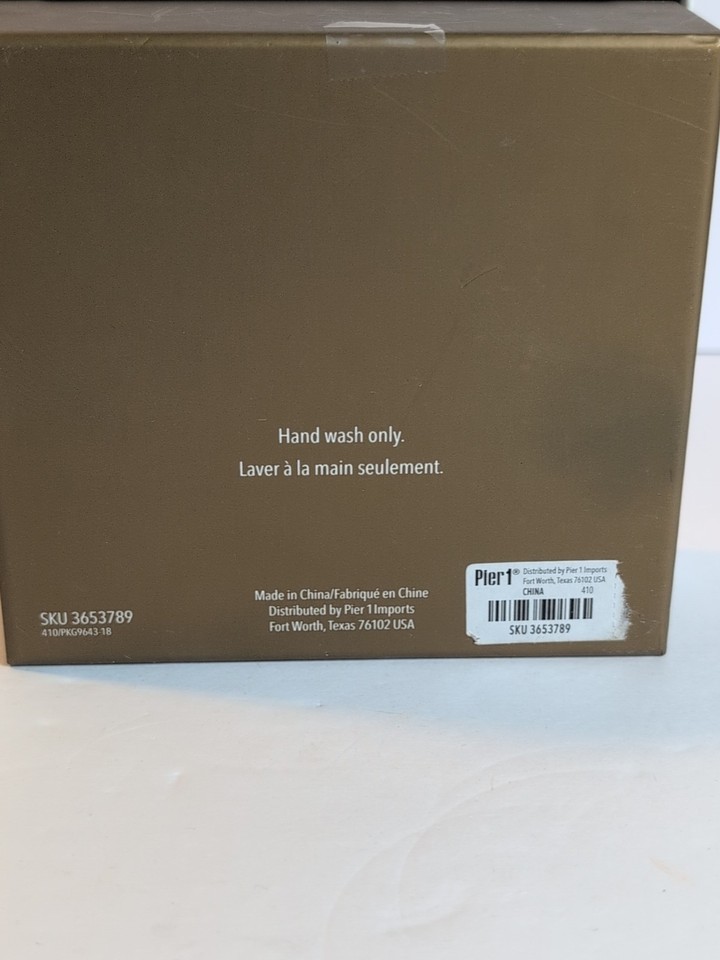 Hand wash only.
Laver à la main seulement.
SKU 3653789
410/PKG9643-18
Made in China/Fabriqué en Chine
Distributed by Pier 1 Imports
Fort Worth, Texas 76102 USA
Pier 1® Distributed by Pier 1 Imports
Fort Worth, Texas 76102 USA
CHINA 410
SKU 3653789